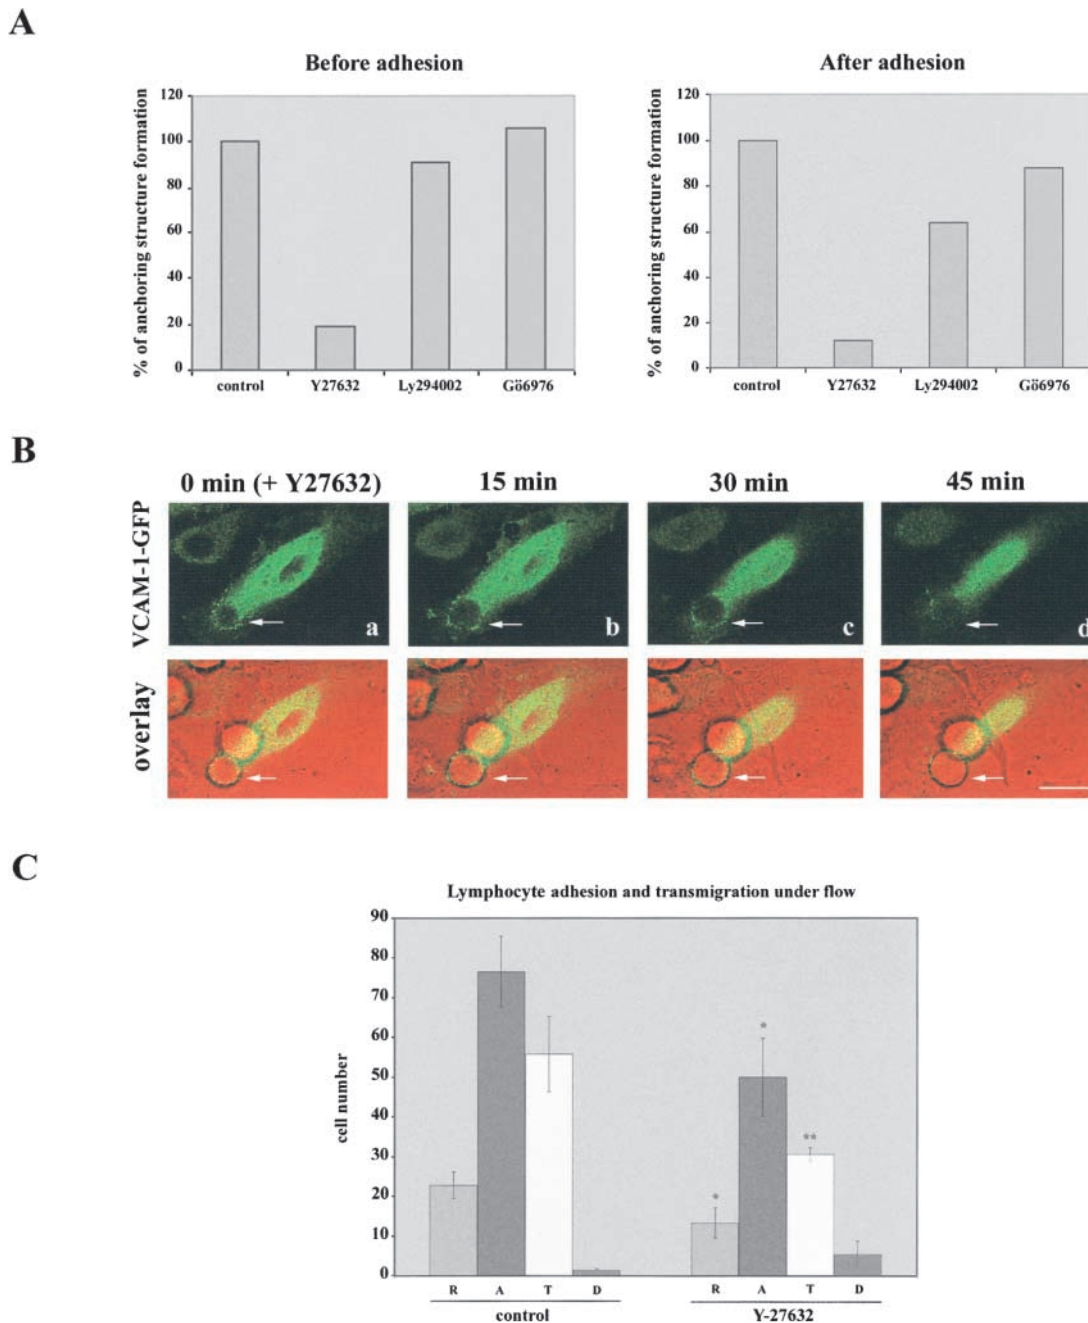 A
Before adhesion
After adhesion
% of anchoring structure formation
120
100
80
60
40
20
0
control Y27632 Ly294002 Gö6976
% of anchoring structure formation
120
100
80
60
40
20
0
control Y27632 Ly294002 Gö6976
B
0 min (+ Y27632) 15 min 30 min 45 min
VCAM-1-GFP
a b c d
overlay
C
Lymphocyte adhesion and transmigration under flow
cell number
90
80
70
60
50
40
30
20
10
0
* * **
R A T D R A T D
control Y-27632